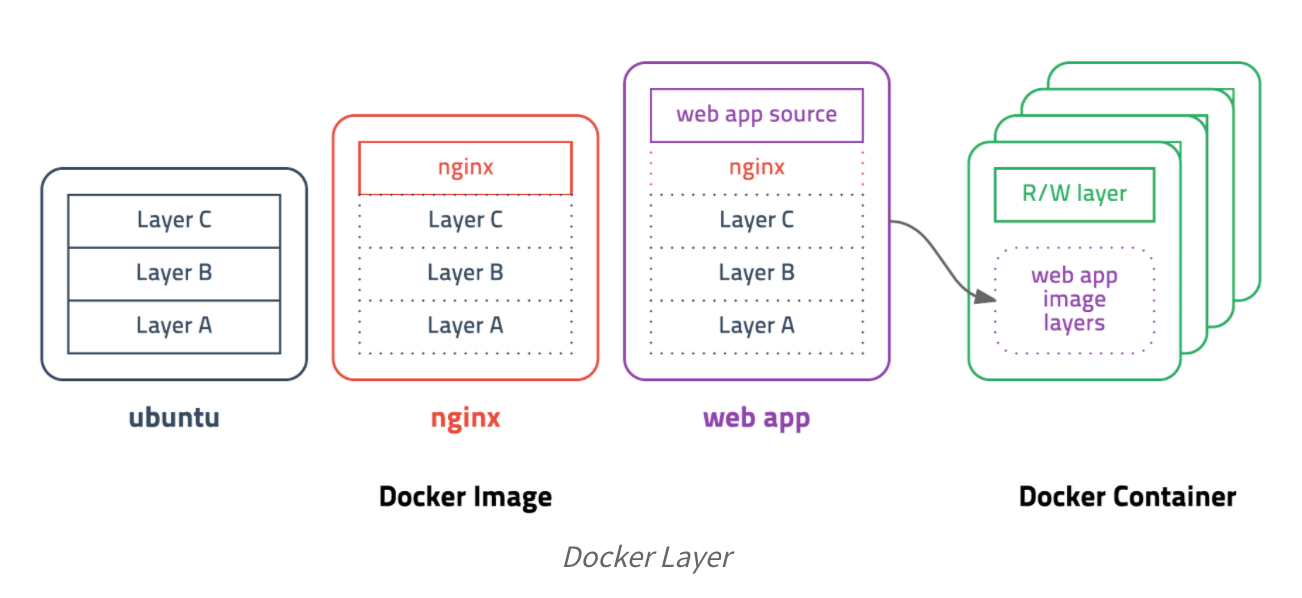 Layer C
Layer B
Layer A
ubuntu
nginx
Layer C
Layer B
Layer A
nginx
web app source
nginx
Layer C
Layer B
Layer A
web app
R/W layer
web app
image
layers
Docker Image
Docker Container
Docker Layer